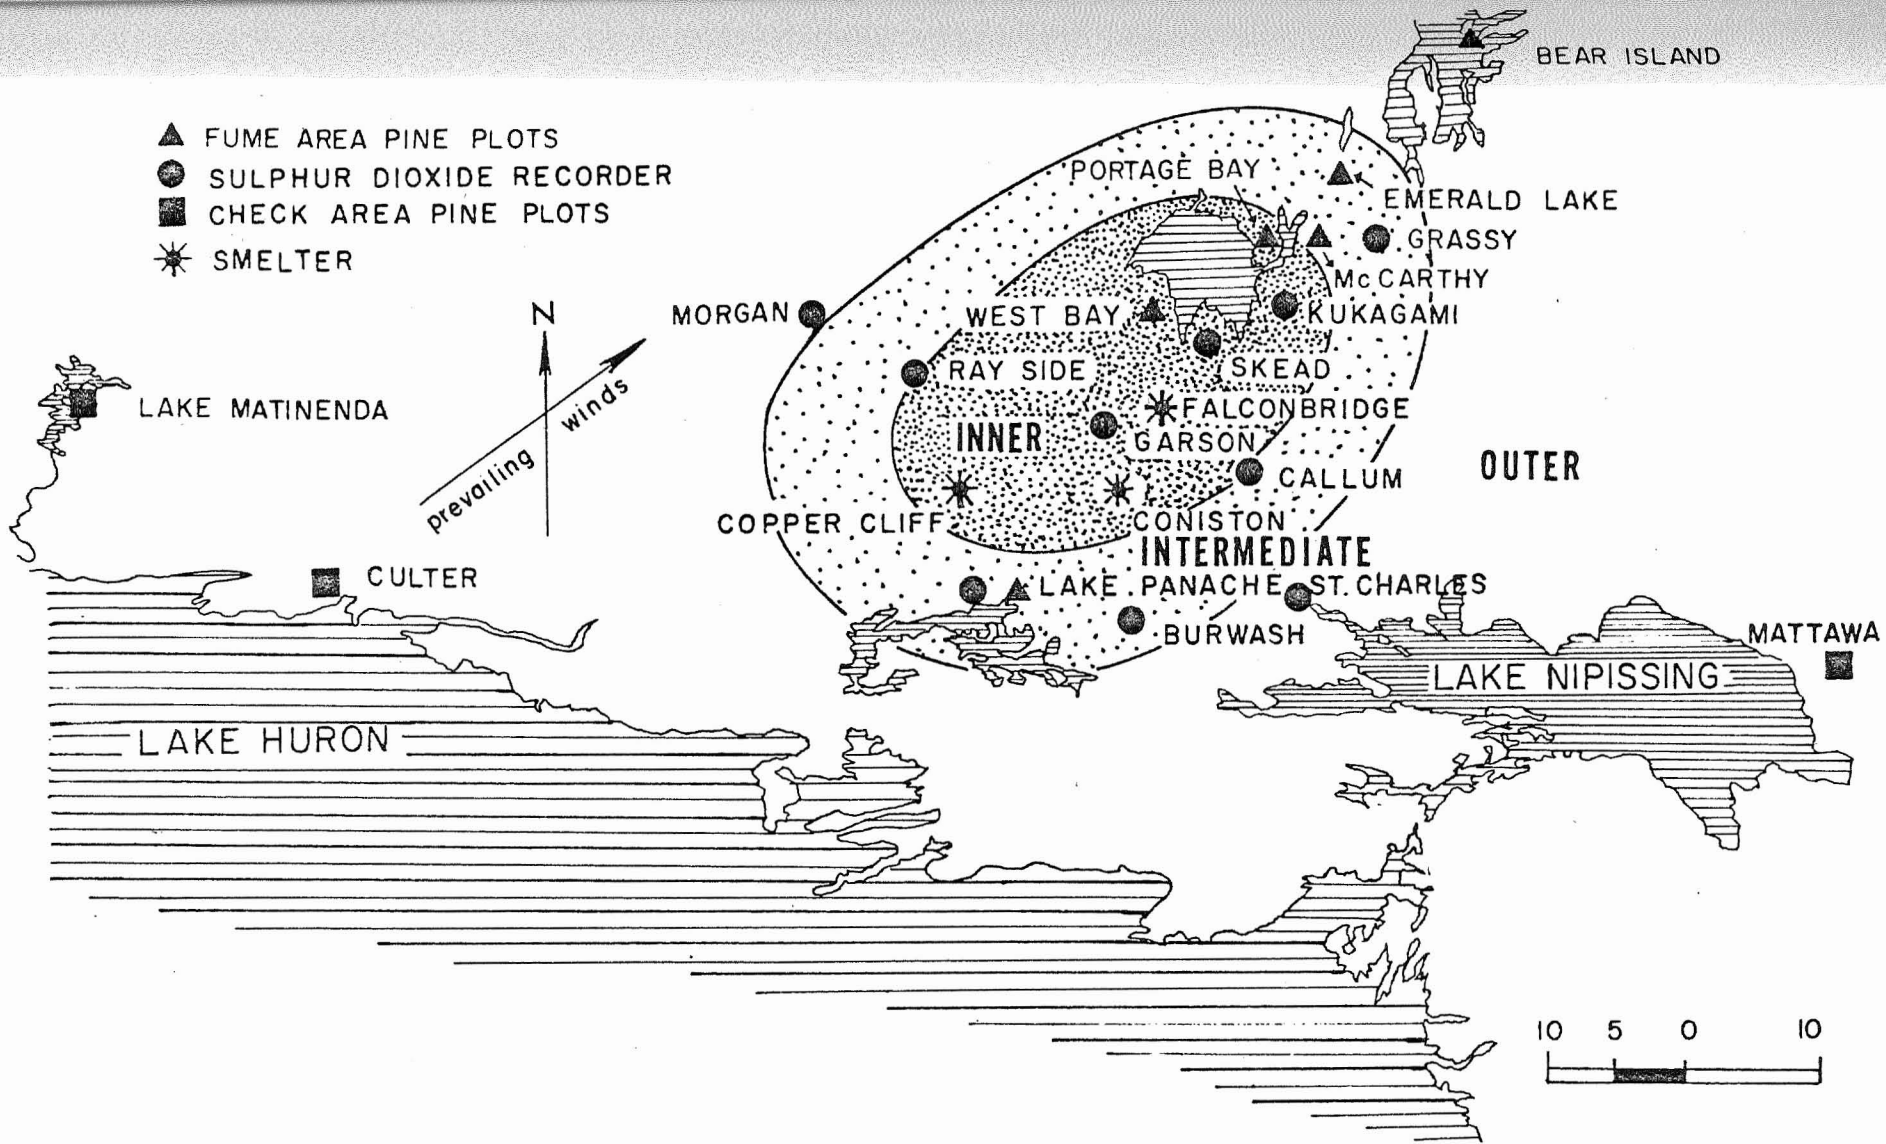 BEAR ISLAND
FUME AREA PINE PLOTS
SULPHUR DIOXIDE RECORDER
CHECK AREA PINE PLOTS
SMELTER
PORTAGE BAY
EMERALD LAKE
GRASSY
Mc CARTHY
MORGAN
N
WEST BAY
KUKAGAMI
RAY SIDE
SKEAD
LAKE MATINENDA
prevailing winds
FALCONBRIDGE
INNER
GARSON
OUTER
CALLUM
COPPER CLIFF
CONISTON
INTERMEDIATE
CULTER
LAKE PANACHE
ST. CHARLES
BURWASH
MATTAWA
LAKE NIPISSING
LAKE HURON
10 5 0 10